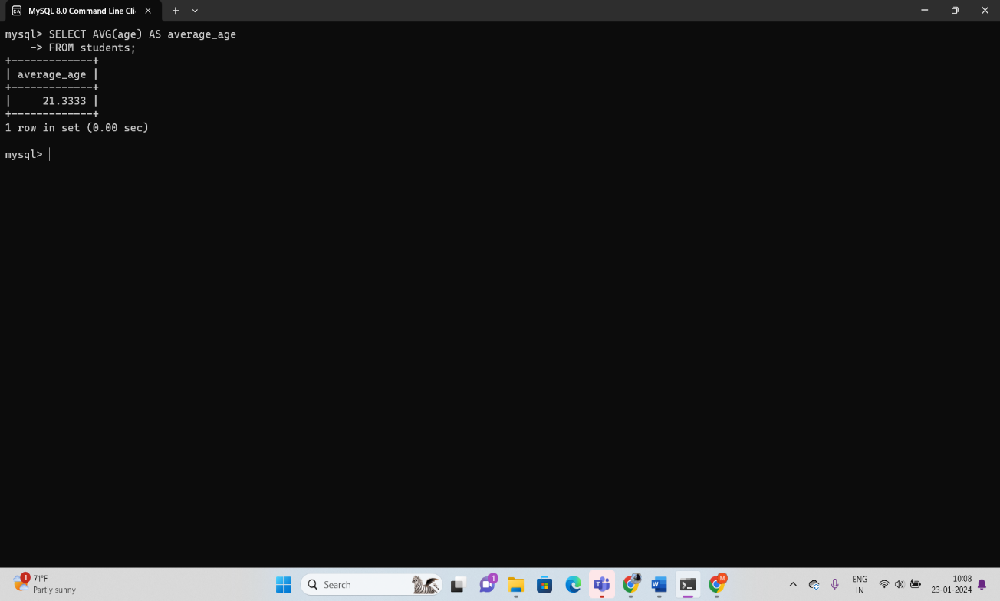 MySQL 8.0 Command Line Cli
mysql> SELECT AVG(age) AS average_age
    -> FROM students;
+-------------+
| average_age |
+-------------+
|     21.3333 |
+-------------+
1 row in set (0.00 sec)
mysql>
1
71°F
Partly sunny
Search
1
M
ENG
IN
10:08
23-01-2024